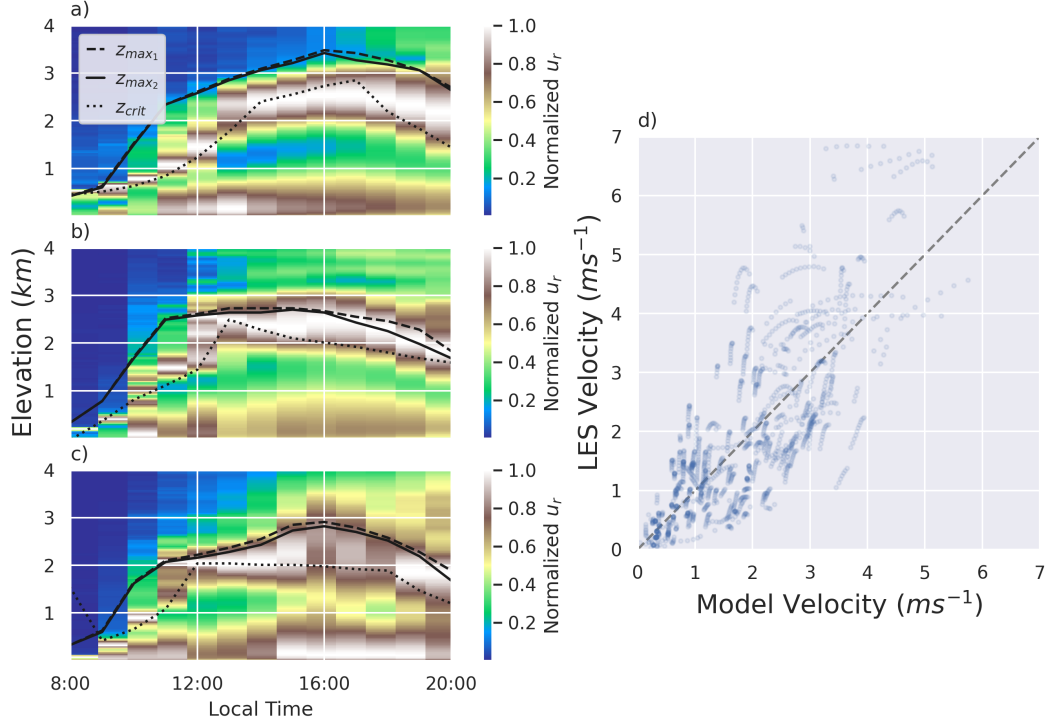 a)
4
3
2
1
z_max1
z_max2
z_crit
1.0
0.8
0.6
0.4
0.2
Normalized u_r
b)
4
3
2
1
1.0
0.8
0.6
0.4
0.2
Normalized u_r
c)
4
3
2
1
1.0
0.8
0.6
0.4
0.2
Normalized u_r
Elevation (km)
8:00 12:00 16:00 20:00
Local Time
d)
7
6
5
4
3
2
1
0
LES Velocity (ms⁻¹)
0 1 2 3 4 5 6 7
Model Velocity (ms⁻¹)